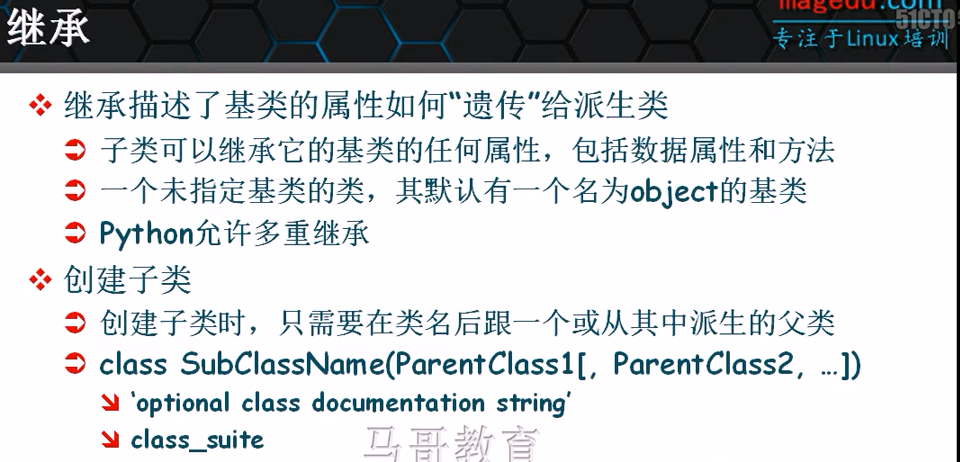 magedu.com
51CTO
继承
专注于Linux培训
继承描述了基类的属性如何“遗传”给派生类
子类可以继承它的基类的任何属性，包括数据属性和方法
一个未指定基类的类，其默认有一个名为object的基类
Python允许多重继承
创建子类
创建子类时，只需要在类名后跟一个或从其中派生的父类
class SubClassName(ParentClass1[, ParentClass2, …])
‘optional class documentation string’
class_suite
马哥教育